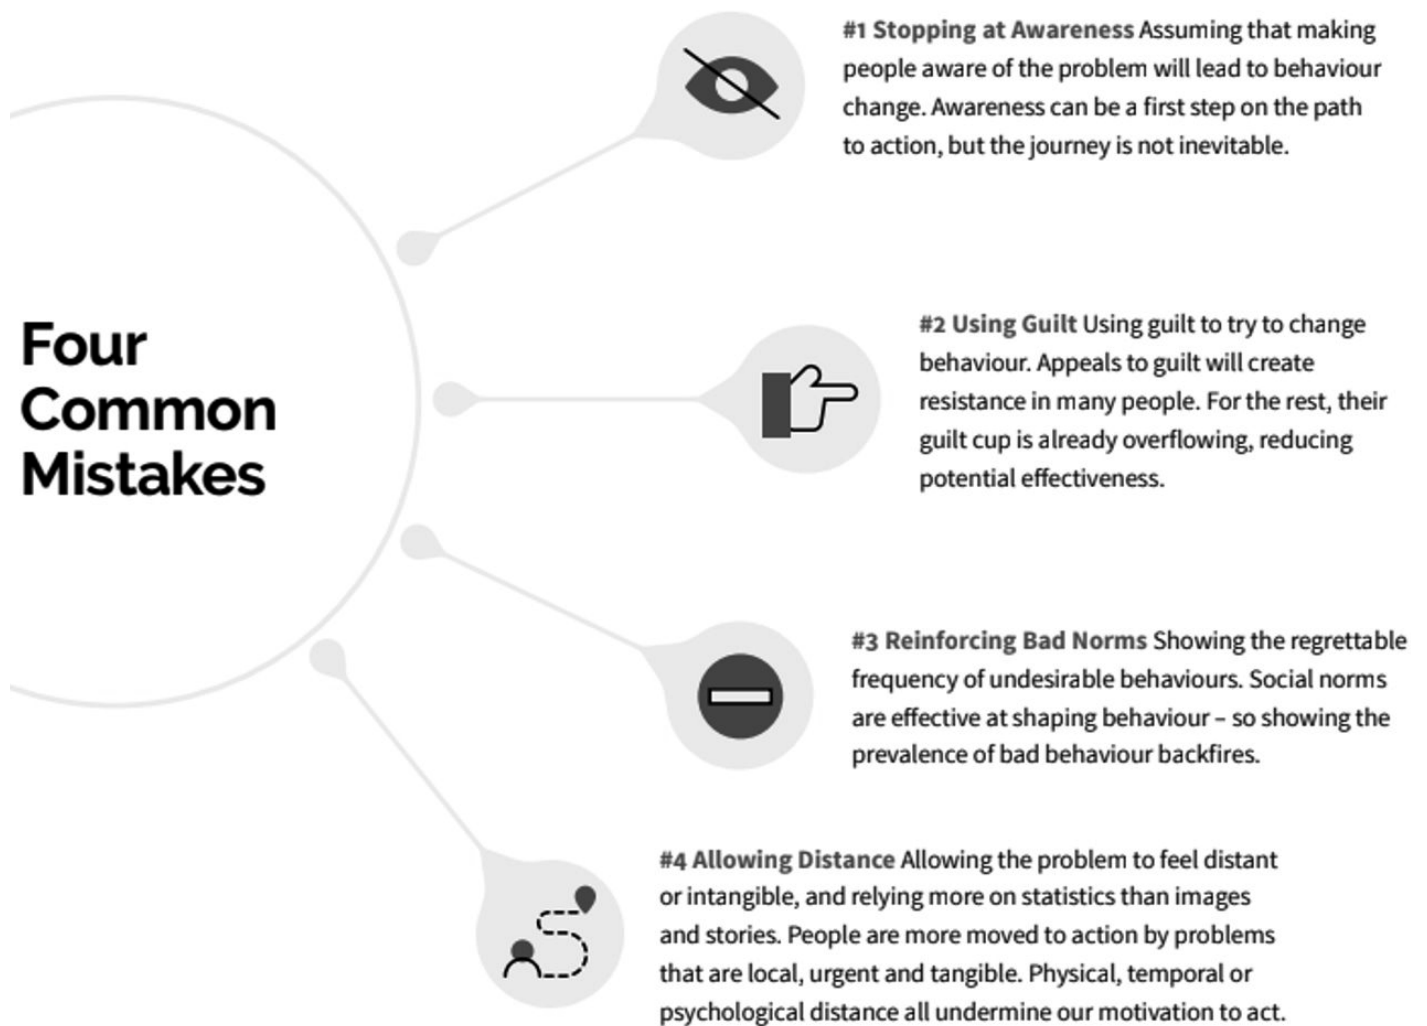 #1 Stopping at Awareness Assuming that making
people aware of the problem will lead to behaviour
change. Awareness can be a first step on the path
to action, but the journey is not inevitable.
Four
Common
Mistakes
#2 Using Guilt Using guilt to try to change
behaviour. Appeals to guilt will create
resistance in many people. For the rest, their
guilt cup is already overflowing, reducing
potential effectiveness.
#3 Reinforcing Bad Norms Showing the regrettable
frequency of undesirable behaviours. Social norms
are effective at shaping behaviour – so showing the
prevalence of bad behaviour backfires.
#4 Allowing Distance Allowing the problem to feel distant
or intangible, and relying more on statistics than images
and stories. People are more moved to action by problems
that are local, urgent and tangible. Physical, temporal or
psychological distance all undermine our motivation to act.